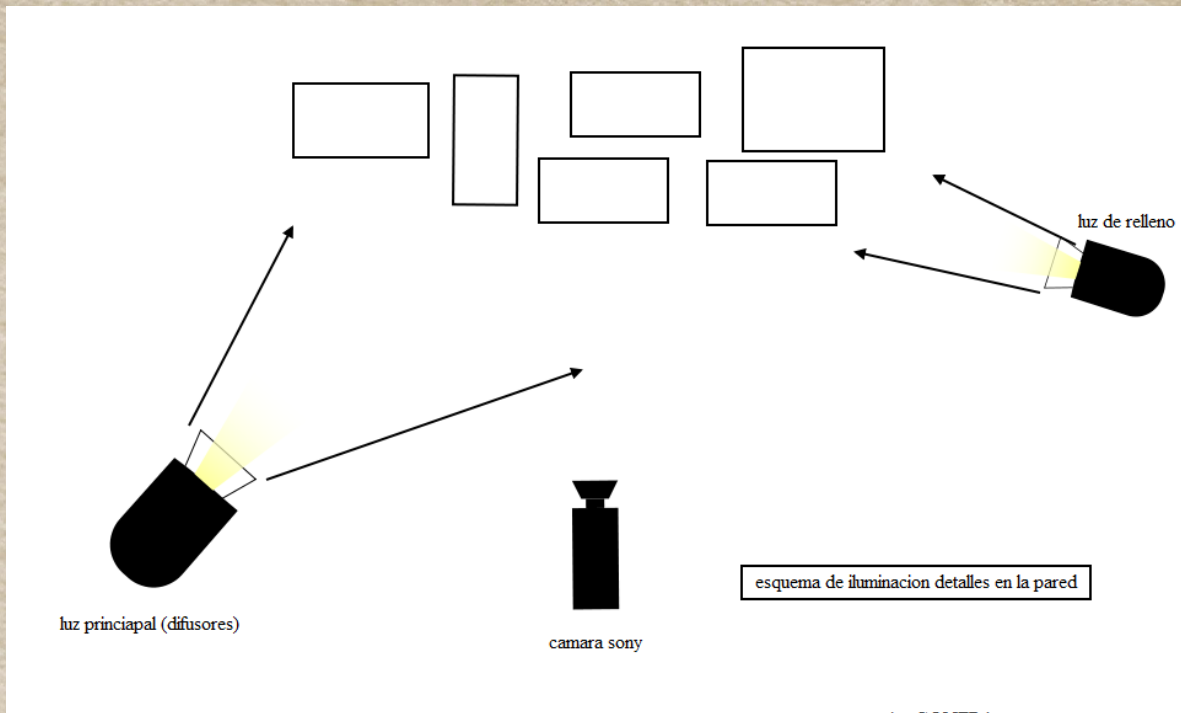 luz de relleno
esquema de iluminacion detalles en la pared
luz princiapal (difusores)
camara sony